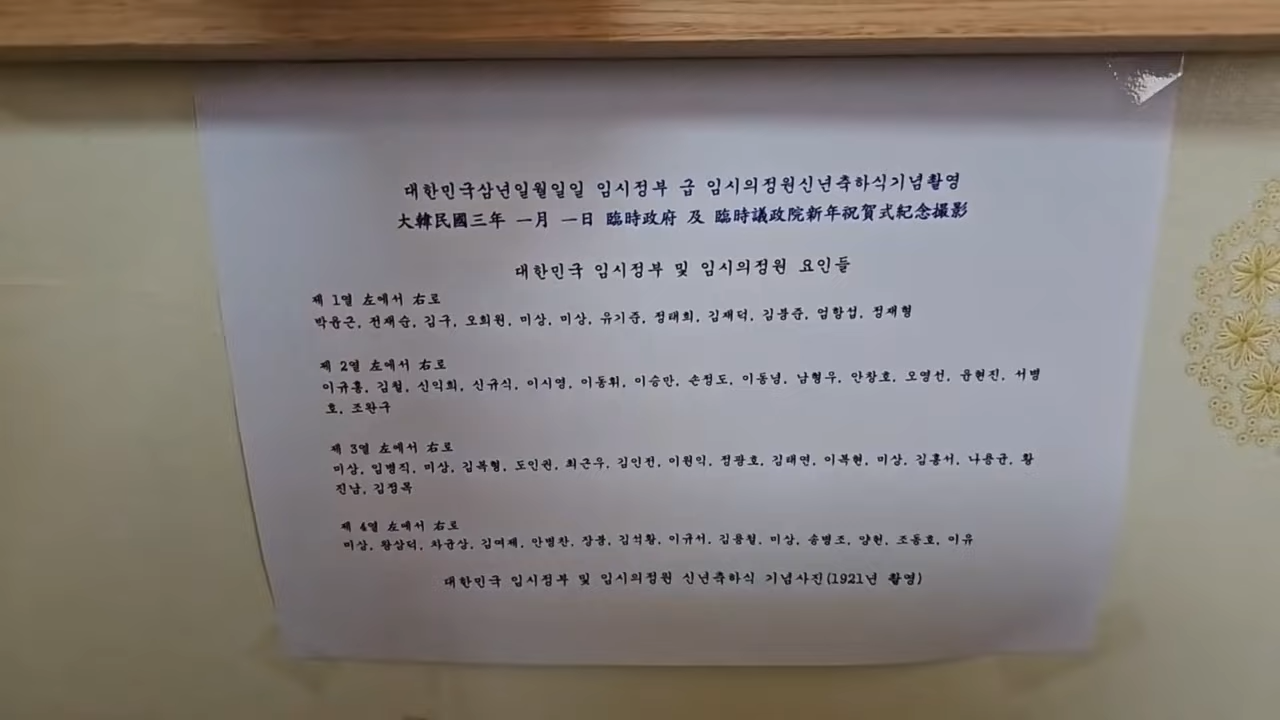 대한민국삼년일월일일 임시정부 급 임시의정원신년축하식기념촬영
大韓民國三年 一月 一日 臨時政府 及 臨時議政院新年祝賀式紀念撮影
대한민국 임시정부 및 임시의정원 요인들
제 1열 左에서 右로
박윤근, 전재순, 김구, 오희원, 미상, 미상, 유기준, 정태희, 김재덕, 김붕준, 엄항섭, 정재형
제 2열 左에서 右로
이규홍, 김철, 신익희, 신규식, 이시영, 이동휘, 이승만, 손정도, 이동녕, 남형우, 안창호, 오영선, 윤현진, 서병
호, 조완구
제 3열 左에서 右로
미상, 임병직, 미상, 김복형, 도인권, 최근우, 김인전, 이원익, 정광호, 김태연, 이복현, 미상, 김홍서, 나용균, 황
진남, 김정목
제 4열 左에서 右로
미상, 왕삼덕, 차균상, 김여제, 안병찬, 장붕, 김석황, 이규서, 김용철, 미상, 송병조, 양헌, 조동호, 이유
대한민국 임시정부 및 임시의정원 신년축하식 기념사진(1921년 촬영)